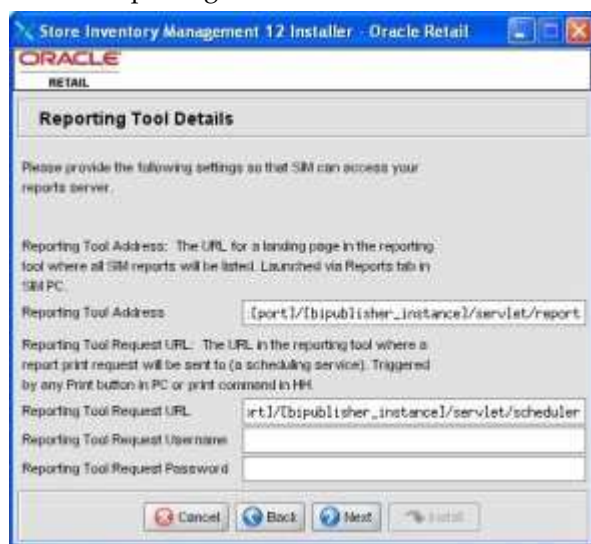 Store Inventory Management 12 Installer - Oracle Retail
ORACLE
RETAIL
Reporting Tool Details
Please provide the following settings so that SIM can access your
reports server.
Reporting Tool Address: The URL for a landing page in the reporting
tool where all SIM reports will be listed. Launched via Reports tab in
SIM PC.
Reporting Tool Address
[port]/[bipublisher_instance]/servlet/report
Reporting Tool Request URL: The URL in the reporting tool where a
report print request will be sent to (a scheduling service). Triggered
by any Print button in PC or print command in HH.
Reporting Tool Request URL
rt]/[bipublisher_instance]/servlet/scheduler
Reporting Tool Request Username
Reporting Tool Request Password
Cancel
Back
Next
Install